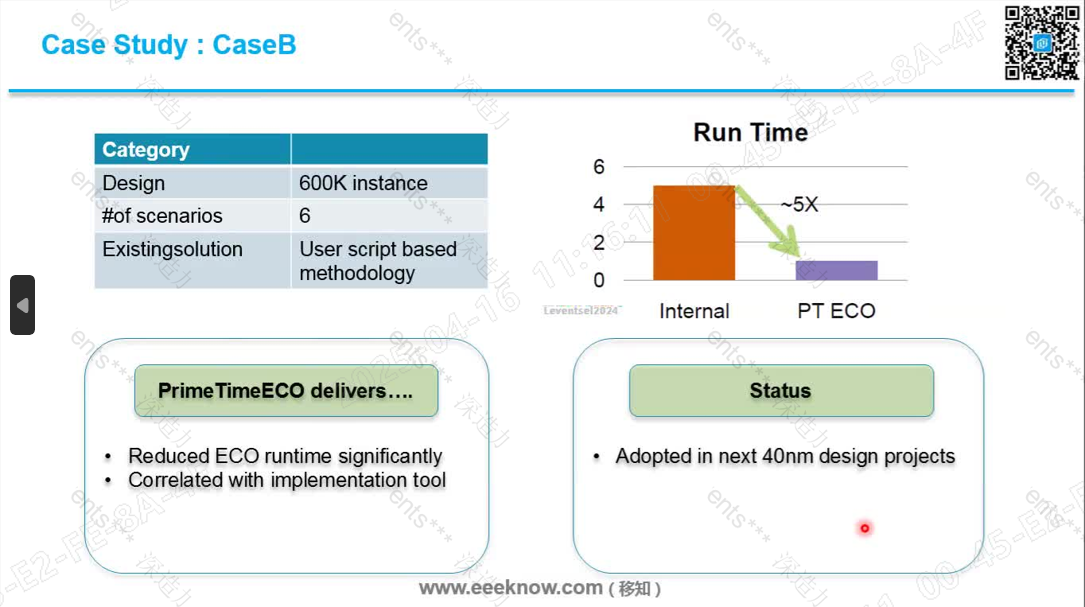 Case Study : CaseB
Category
Design 600K instance
#of scenarios 6
Existingsolution User script based
methodology
Run Time
6
4
2
0
~5X
Internal PT ECO
Leventsel2024
PrimeTimeECO delivers….
• Reduced ECO runtime significantly
• Correlated with implementation tool
Status
• Adopted in next 40nm design projects
www.eeeknow.com ( 移知 )